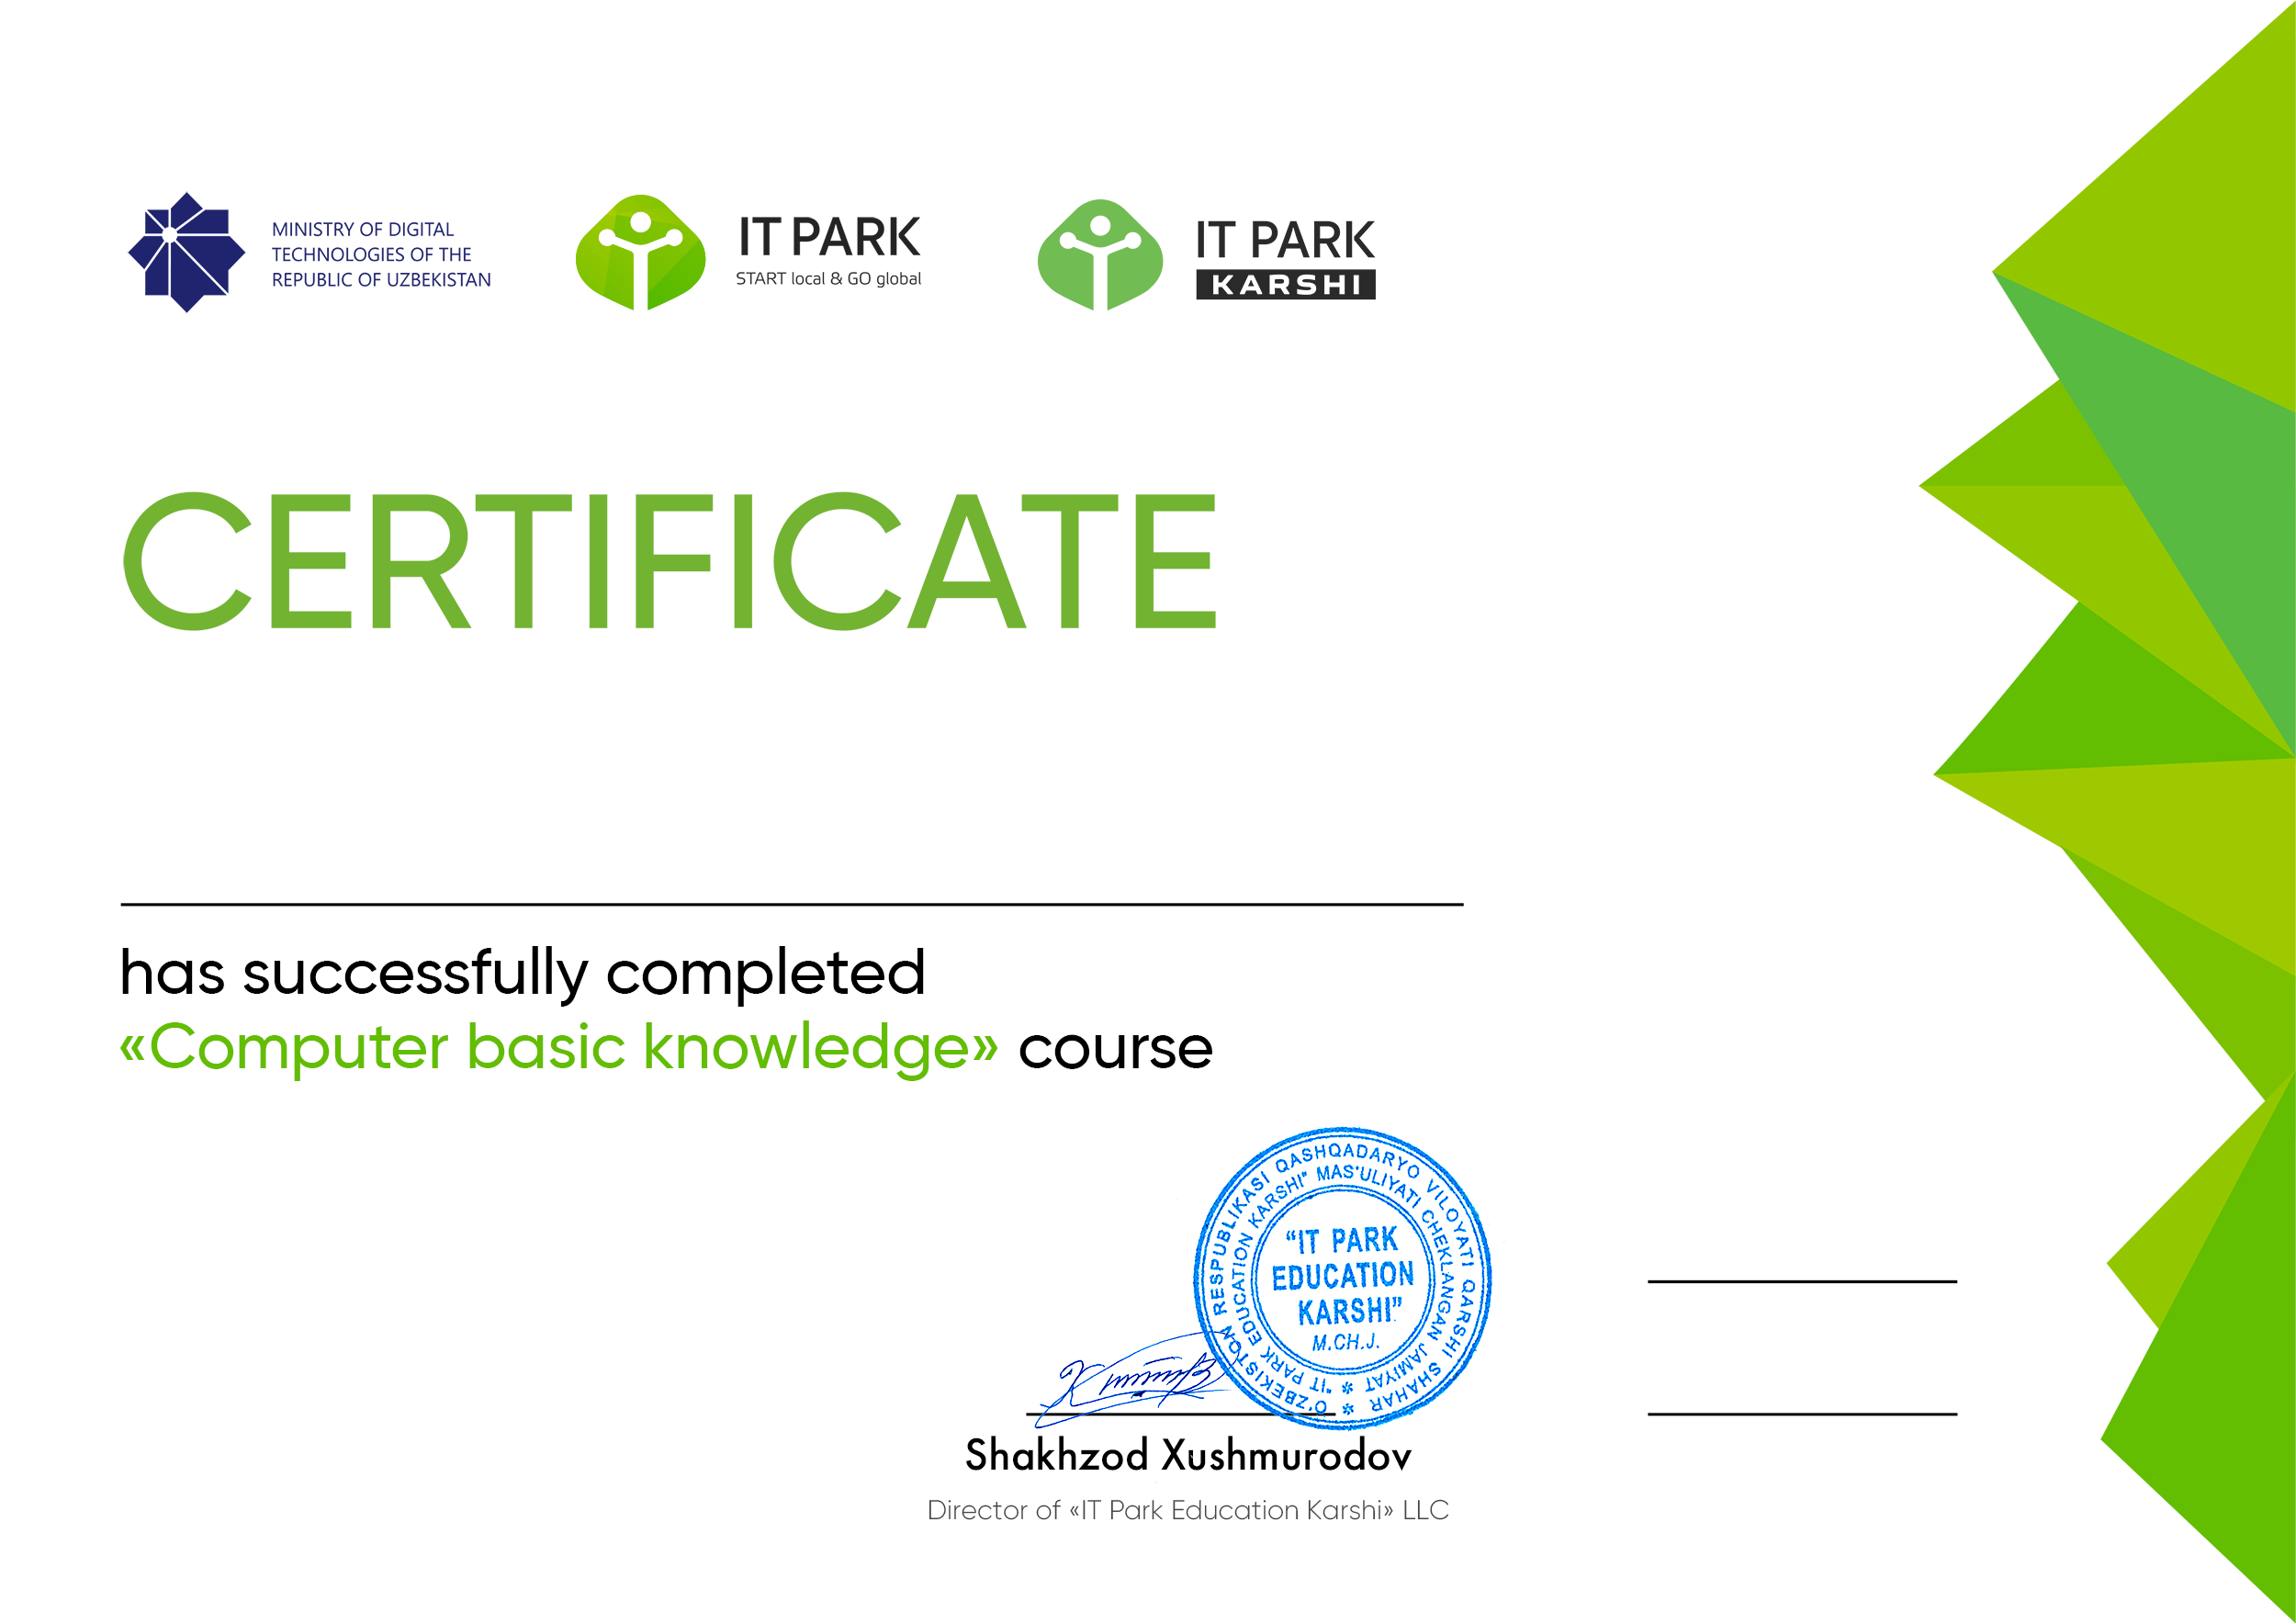 MINISTRY OF DIGITAL
TECHNOLOGIES OF THE
REPUBLIC OF UZBEKISTAN
IT PARK
START local & GO global
IT PARK
KARSHI
CERTIFICATE
has successfully completed
«Computer basic knowledge» course
O'ZBEKISTON RESPUBLIKASI QASHQADARYO VILOYATI QARSHI SHAHAR
"IT PARK EDUCATION KARSHI" MAS'ULIYATI CHEKLANGAN JAMIYAT
“IT PARK
EDUCATION
KARSHI”
M.CH.J.
Shakhzod Xushmurodov
Director of «IT Park Education Karshi» LLC